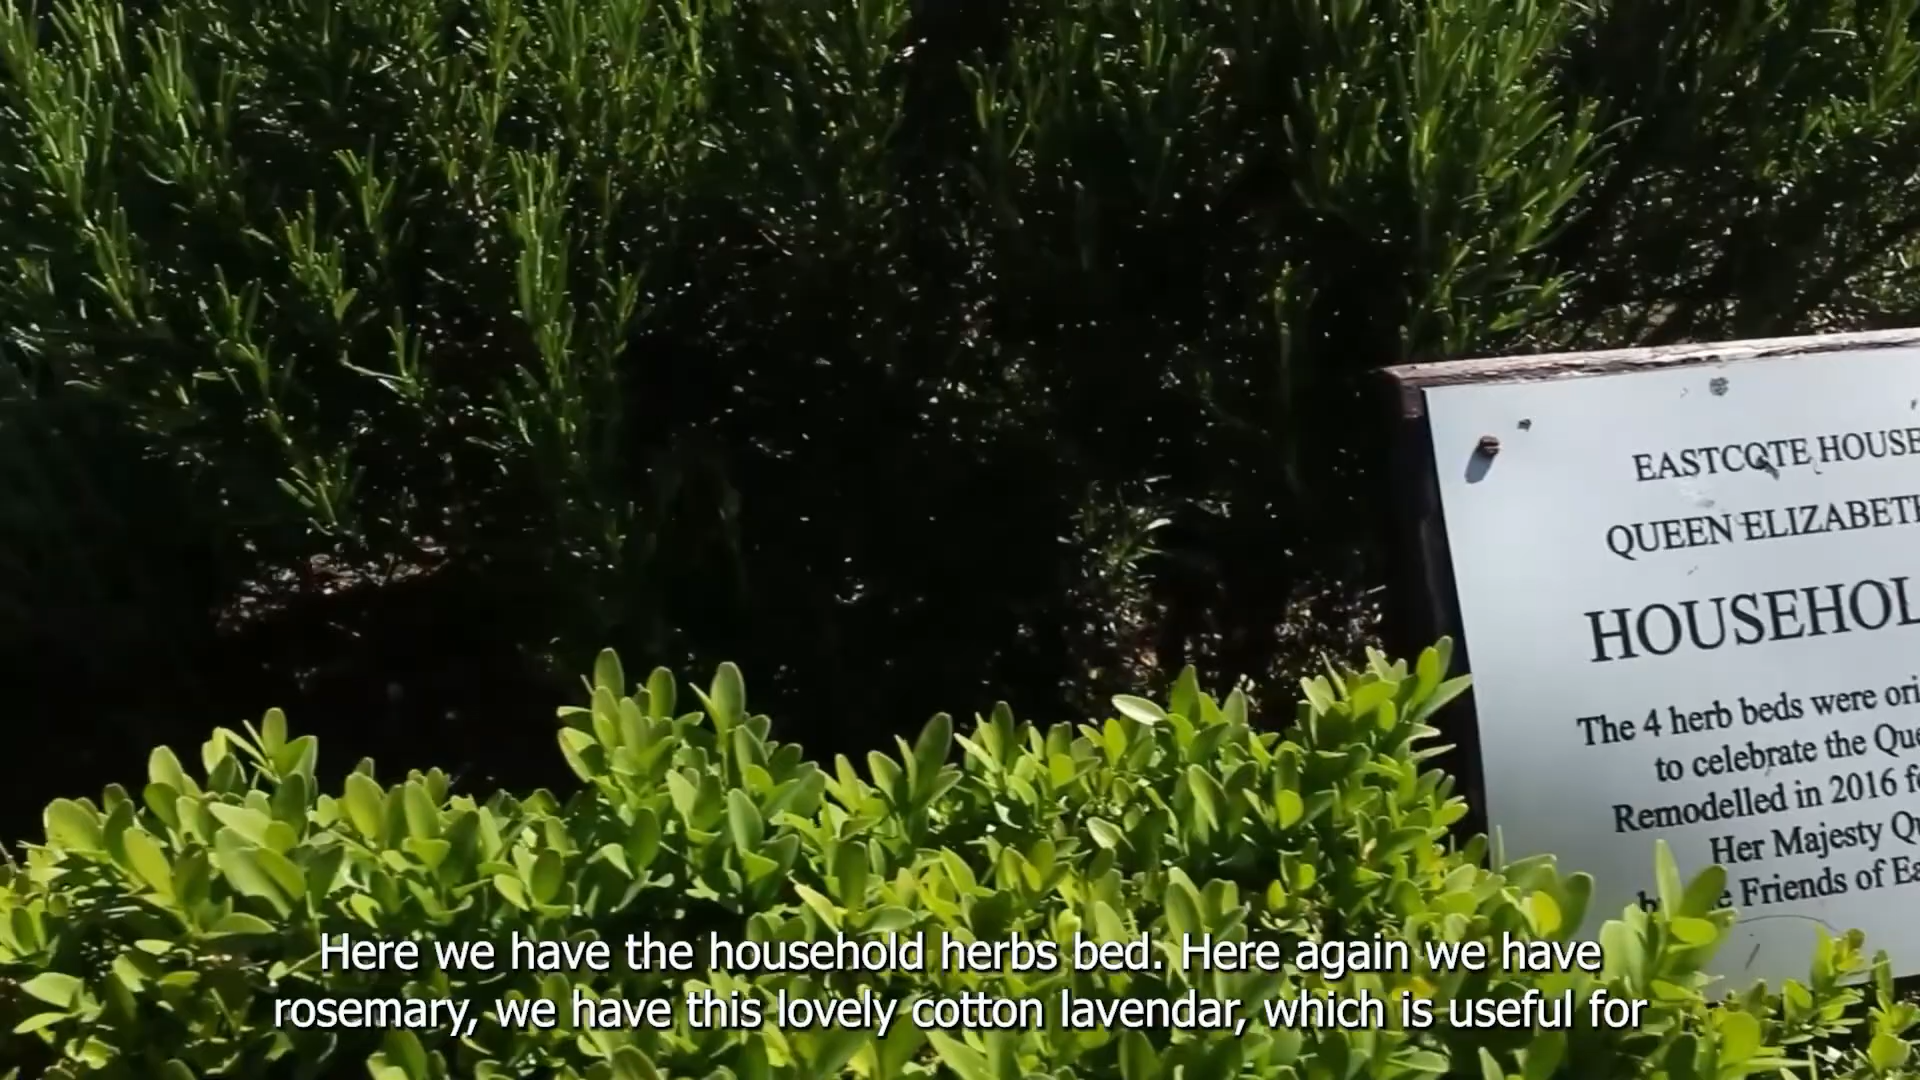 EASTCOTE HOUSE
QUEEN ELIZABETH
HOUSEHOL
The 4 herb beds were ori
to celebrate the Que
Remodelled in 2016 f
Her Majesty Qu
Friends of Ea
Here we have the household herbs bed. Here again we have
rosemary, we have this lovely cotton lavendar, which is useful for